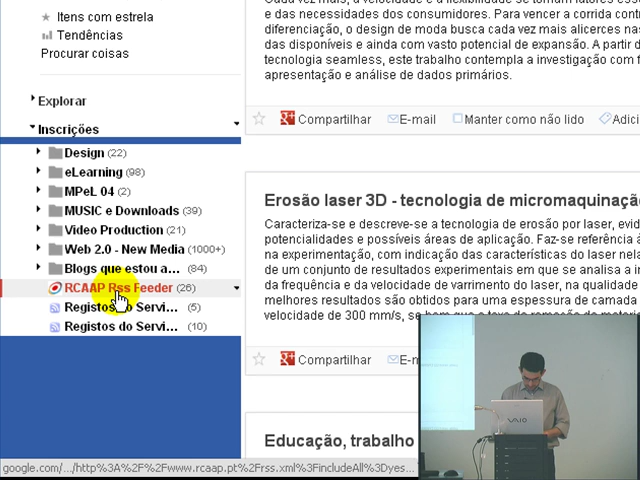 Itens com estrela
Tendências
Procurar coisas
Explorar
Inscrições
Design (22)
eLearning (98)
MPeL 04 (2)
MUSIC e Downloads (39)
Video Production (21)
Web 2.0 - New Media (1000+)
Blogs que estou a... (84)
RCAAP Rss Feeder (26)
Registos do Servi... (5)
Registos do Servi... (10)
google.com/.../http%3A%2F%2Fwww.rcaap.pt%2Frss.xml%3FincludeAll%3Dyes...
e das necessidades dos consumidores. Para vencer a corrida
diferenciação, o design de moda busca cada vez mais alicerces
das disponíveis e ainda com vasto potencial de expansão. A partir
tecnologia seamless, este trabalho contempla a investigação com
apresentação e análise de dados primários.
Compartilhar E-mail Manter como não lido Adici
Erosão laser 3D - tecnologia de micromaquinaçã
Caracteriza-se e descreve-se a tecnologia de erosão por laser, evid
potencialidades e possíveis áreas de aplicação. Faz-se referência
na experimentação, com indicação das características do laser
de um conjunto de resultados experimentais em que se analisa a
da frequência e da velocidade de varrimento do laser, na qualidade
melhores resultados são obtidos para uma espessura de camada
velocidade de 300 mm/s,
Compartilhar E-m
Educação, trabalho
VAIO